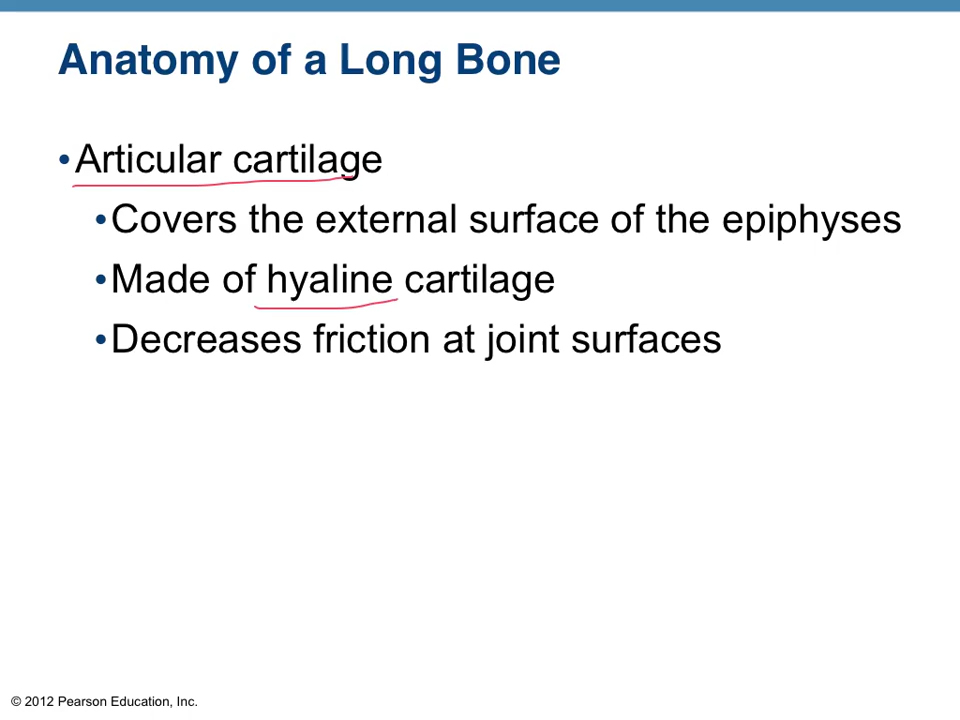 Anatomy of a Long Bone
•Articular cartilage
•Covers the external surface of the epiphyses
•Made of hyaline cartilage
•Decreases friction at joint surfaces
© 2012 Pearson Education, Inc.